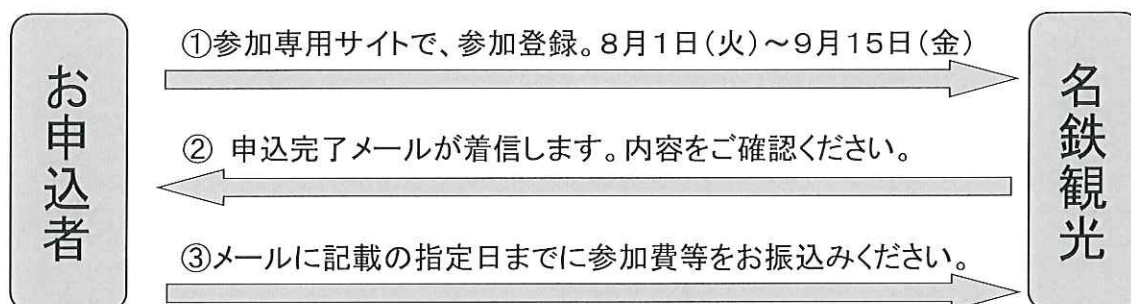 お申込者
①参加専用サイトで、参加登録。8月1日(火)～9月15日(金)
② 申込完了メールが着信します。内容をご確認ください。
③メールに記載の指定日までに参加費等をお振込みください。
名鉄観光